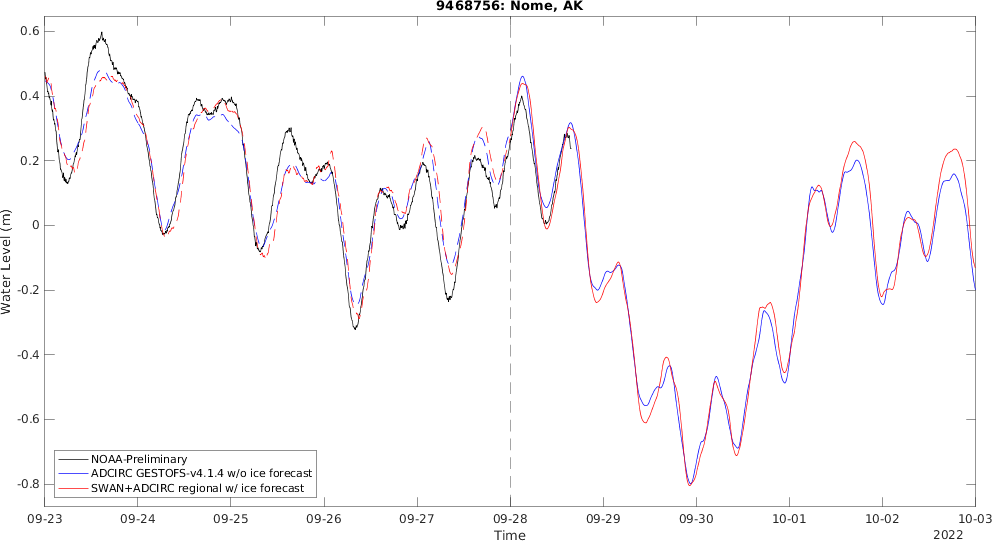 9468756: Nome, AK
0.6
0.4
0.2
0
-0.2
-0.4
-0.6
-0.8
Water Level (m)
NOAA-Preliminary
ADCIRC GESTOFS-v4.1.4 w/o ice forecast
SWAN+ADCIRC regional w/ ice forecast
09-23 09-24 09-25 09-26 09-27 09-28 09-29 09-30 10-01 10-02 10-03
Time
2022